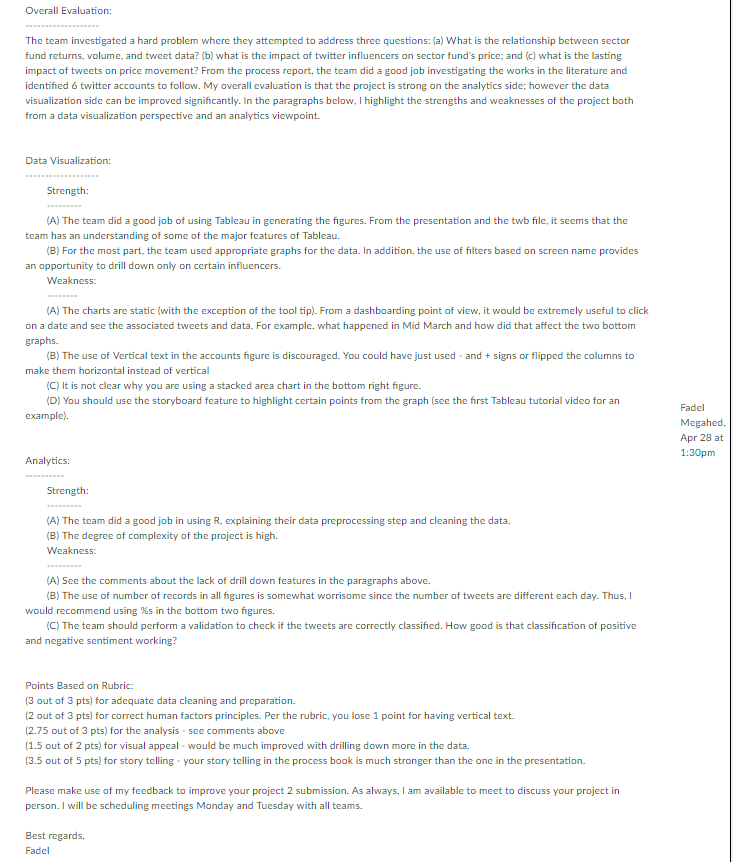 Overall Evaluation:
-------------------
The team investigated a hard problem where they attempted to address three questions: (a) What is the relationship between sector
fund returns, volume, and tweet data? (b) what is the impact of twitter influencers on sector fund's price; and (c) what is the lasting
impact of tweets on price movement? From the process report, the team did a good job investigating the works in the literature and
identified 6 twitter accounts to follow. My overall evaluation is that the project is strong on the analytics side; however the data
visualization side can be improved significantly. In the paragraphs below, I highlight the strengths and weaknesses of the project both
from a data visualization perspective and an analytics viewpoint.
Data Visualization:
-------------------
Strength:
---------
(A) The team did a good job of using Tableau in generating the figures. From the presentation and the twb file, it seems that the
team has an understanding of some of the major features of Tableau.
(B) For the most part, the team used appropriate graphs for the data. In addition, the use of filters based on screen name provides
an opportunity to drill down only on certain influencers.
Weakness:
--------
(A) The charts are static (with the exception of the tool tip). From a dashboarding point of view, it would be extremely useful to click
on a date and see the associated tweets and data. For example, what happened in Mid March and how did that affect the two bottom
graphs.
(B) The use of Vertical text in the accounts figure is discouraged. You could have just used - and + signs or flipped the columns to
make them horizontal instead of vertical
(C) It is not clear why you are using a stacked area chart in the bottom right figure.
(D) You should use the storyboard feature to highlight certain points from the graph (see the first Tableau tutorial video for an
example).
Analytics:
----------
Strength:
---------
(A) The team did a good job in using R, explaining their data preprocessing step and cleaning the data.
(B) The degree of complexity of the project is high.
Weakness:
---------
(A) See the comments about the lack of drill down features in the paragraphs above.
(B) The use of number of records in all figures is somewhat worrisome since the number of tweets are different each day. Thus, I
would recommend using %s in the bottom two figures.
(C) The team should perform a validation to check if the tweets are correctly classified. How good is that classification of positive
and negative sentiment working?
Points Based on Rubric:
(3 out of 3 pts) for adequate data cleaning and preparation.
(2 out of 3 pts) for correct human factors principles. Per the rubric, you lose 1 point for having vertical text.
(2.75 out of 3 pts) for the analysis - see comments above
(1.5 out of 2 pts) for visual appeal - would be much improved with drilling down more in the data.
(3.5 out of 5 pts) for story telling - your story telling in the process book is much stronger than the one in the presentation.
Please make use of my feedback to improve your project 2 submission. As always, I am available to meet to discuss your project in
person. I will be scheduling meetings Monday and Tuesday with all teams.
Best regards,
Fadel
Fadel
Megahed,
Apr 28 at
1:30pm